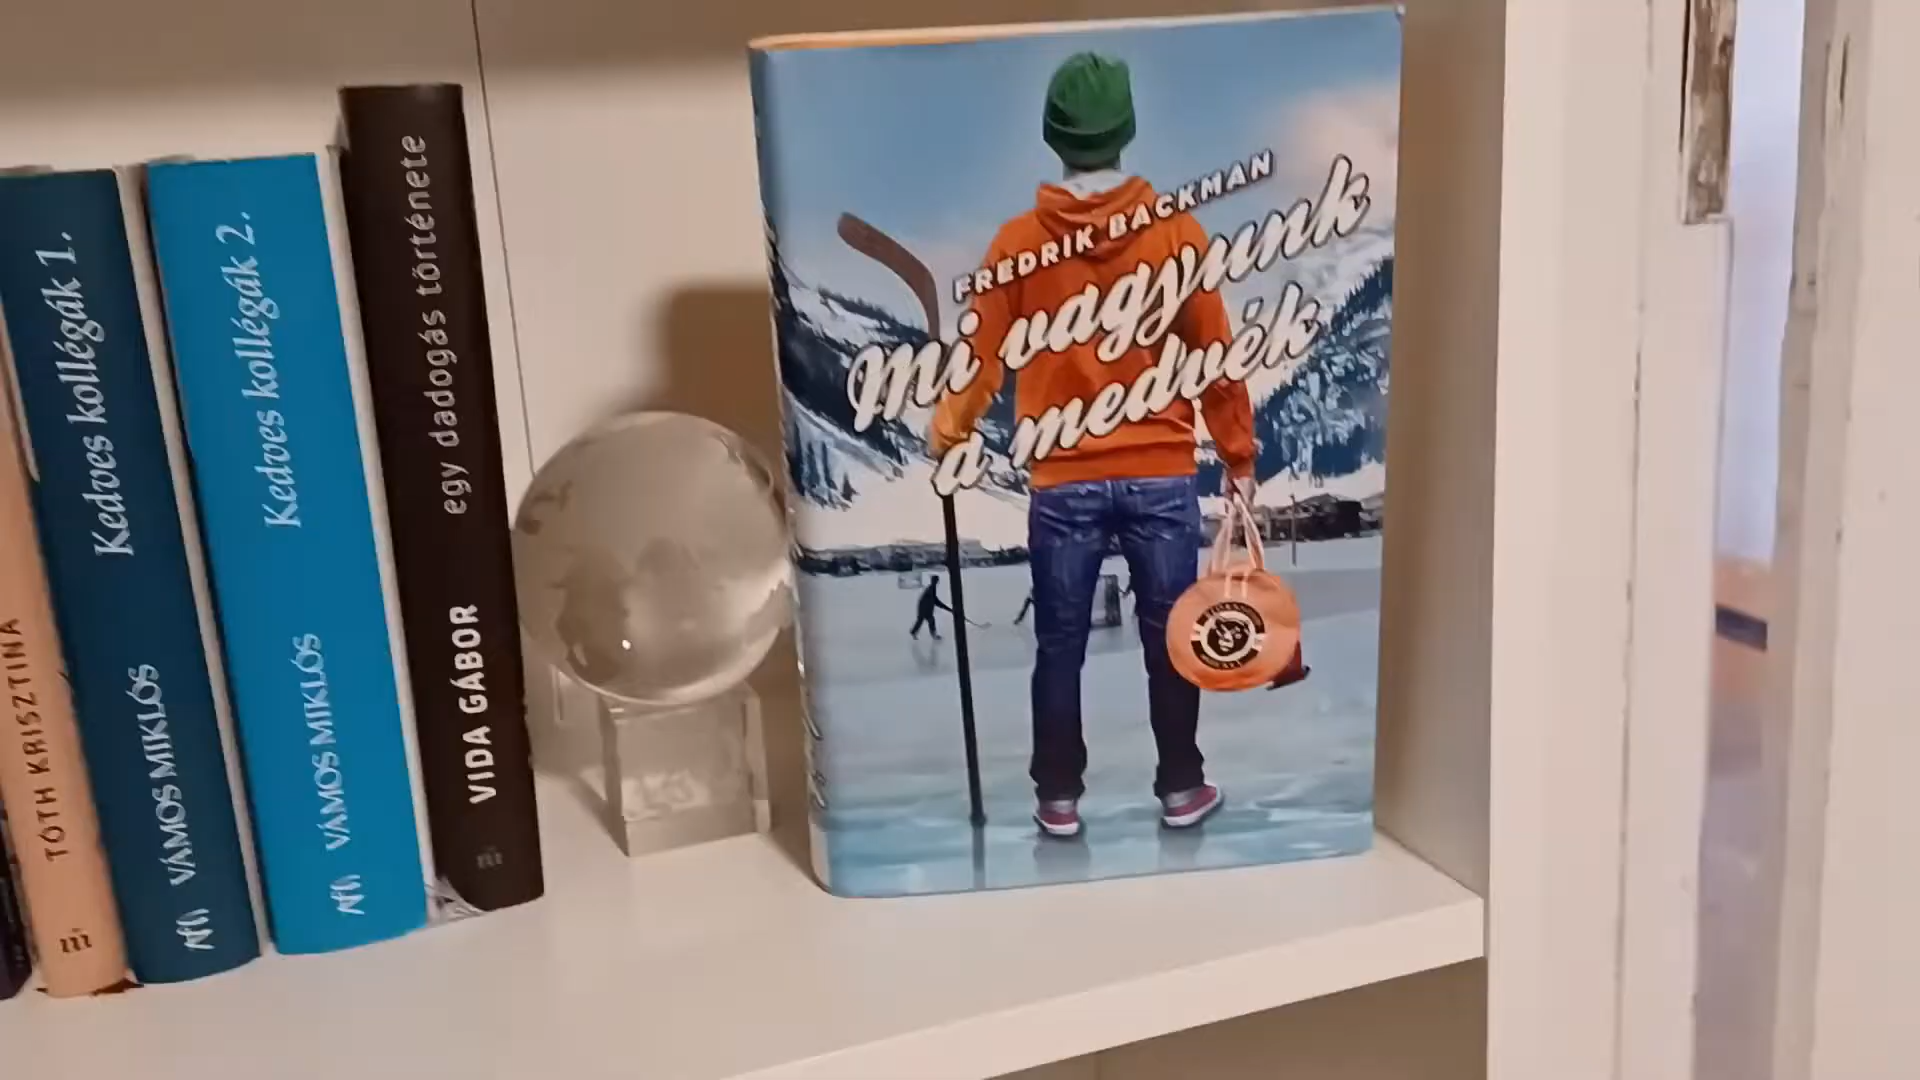 TÓTH KRISZTINA
Kedves kollégák 1.
VÁMOS MIKLÓS
Kedves kollégák 2.
VÁMOS MIKLÓS
egy dadogás története
VIDA GÁBOR
FREDRIK BACKMAN
Mi vagyunk
a medvék